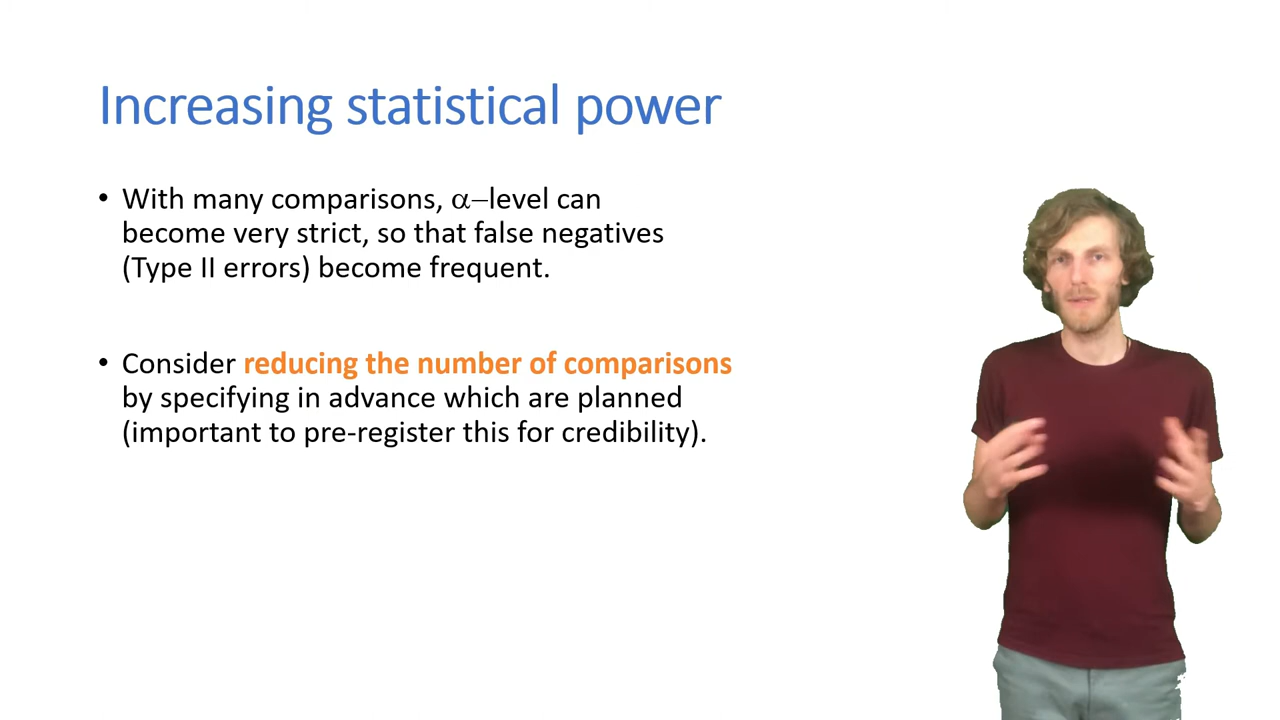 Increasing statistical power
• With many comparisons, α–level can
become very strict, so that false negatives
(Type II errors) become frequent.
• Consider reducing the number of comparisons
by specifying in advance which are planned
(important to pre-register this for credibility).